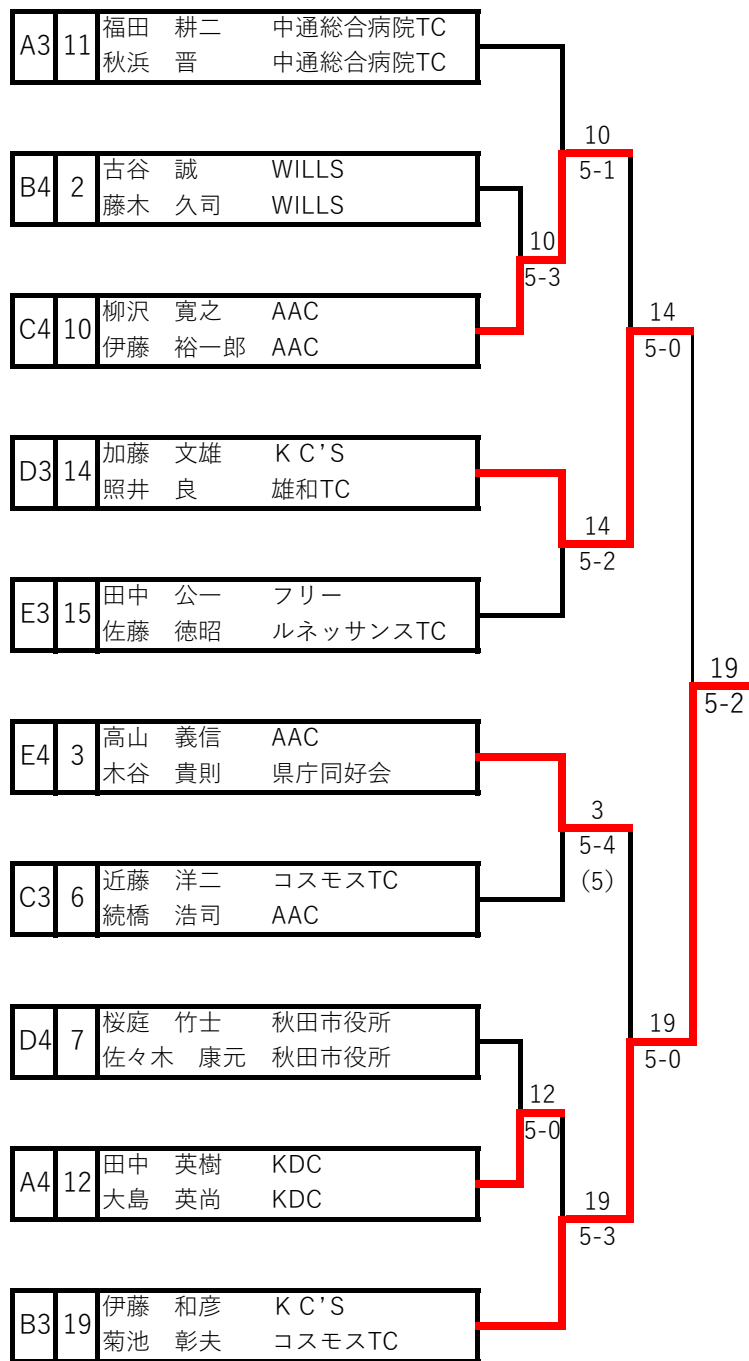 A3 11 福田　耕二　中通総合病院TC
秋浜　晋　中通総合病院TC
10
5-1
B4 2 古谷　誠　WILLS
藤木　久司　WILLS
10
5-3
C4 10 柳沢　寛之　AAC
伊藤　裕一郎　AAC
14
5-0
D3 14 加藤　文雄　ＫC’S
照井　良　雄和TC
14
5-2
E3 15 田中　公一　フリー
佐藤　徳昭　ルネッサンスTC
19
5-2
E4 3 高山　義信　AAC
木谷　貴則　県庁同好会
3
5-4
(5)
C3 6 近藤　洋二　コスモスTC
続橋　浩司　AAC
D4 7 桜庭　竹士　秋田市役所
佐々木　康元　秋田市役所
19
5-0
12
5-0
A4 12 田中　英樹　KDC
大島　英尚　KDC
19
5-3
B3 19 伊藤　和彦　ＫC’S
菊池　彰夫　コスモスTC